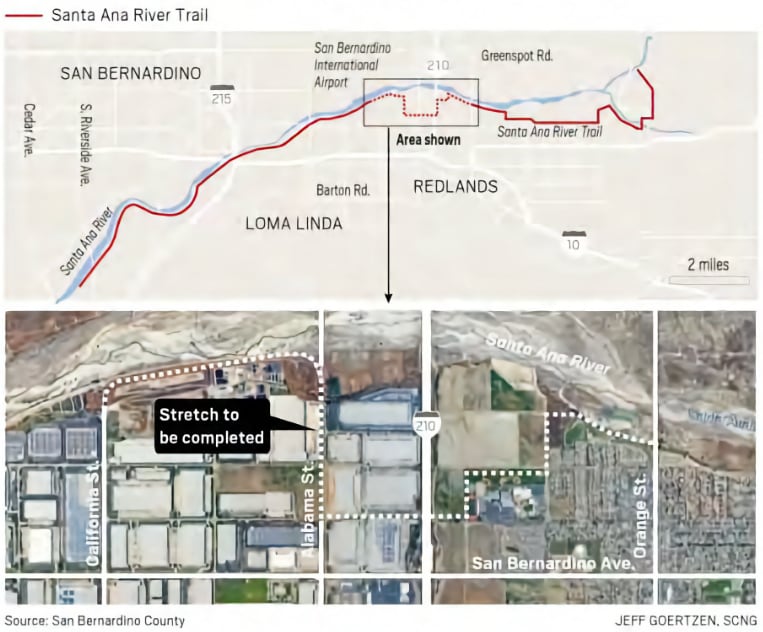 Santa Ana River Trail
San Bernardino
International
Airport
210
Greenspot Rd.
SAN BERNARDINO
215
Cedar Ave.
S. Riverside Ave.
Area shown
Santa Ana River Trail
Barton Rd.
REDLANDS
LOMA LINDA
Santa Ana River
10
2 miles
Santa Ana River
Stretch to
be completed
210
California St.
Alabama St.
Orange St.
San Bernardino Ave.
Source: San Bernardino County
JEFF GOERTZEN, SCNG